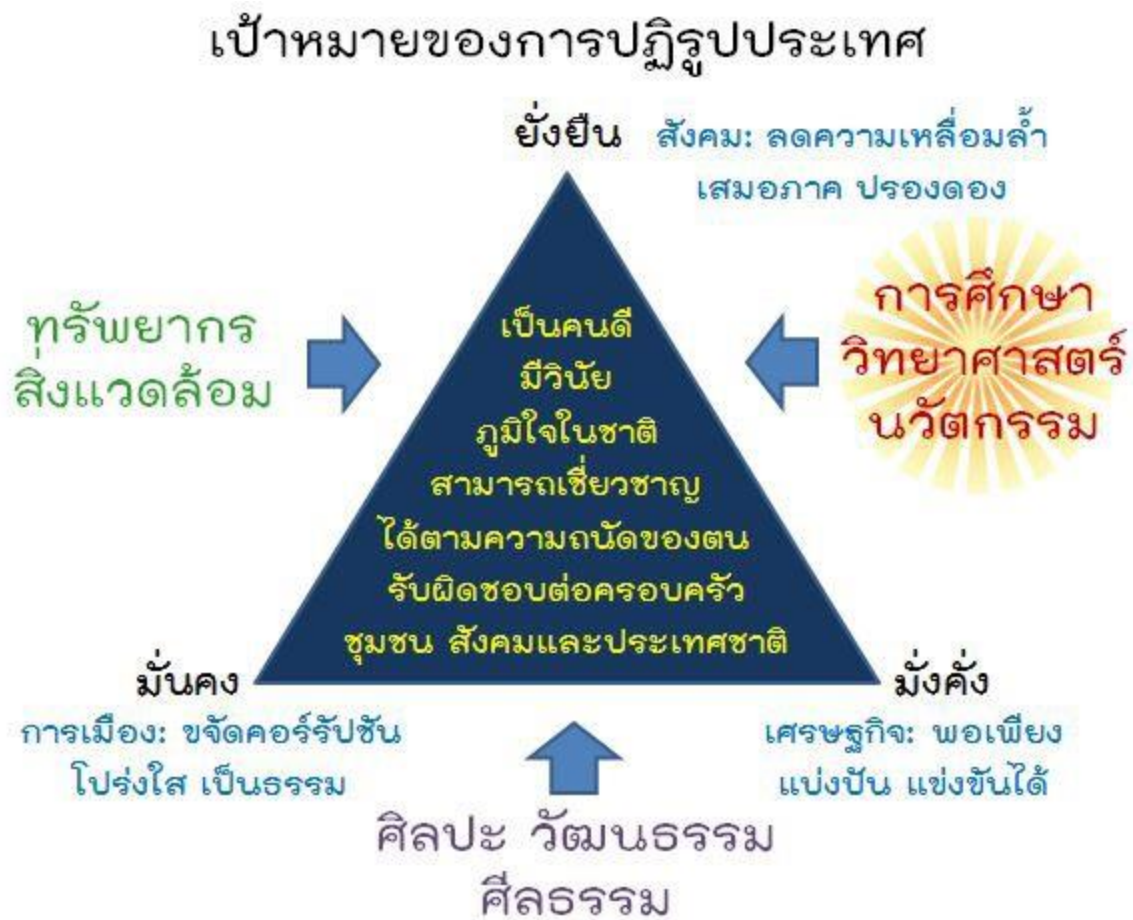 เป้าหมายของการปฏิรูปประเทศ
ยั่งยืน
สังคม: ลดความเหลื่อมล้ำ
เสมอภาค ปรองดอง
ทรัพยากร
สิ่งแวดล้อม
การศึกษา
วิทยาศาสตร์
นวัตกรรม
เป็นคนดี
มีวินัย
ภูมิใจในชาติ
สามารถเชี่ยวชาญ
ได้ตามความถนัดของตน
รับผิดชอบต่อครอบครัว
ชุมชน สังคมและประเทศชาติ
มั่นคง
การเมือง: ขจัดคอร์รัปชัน
โปร่งใส เป็นธรรม
มั่งคั่ง
เศรษฐกิจ: พอเพียง
แบ่งปัน แข่งขันได้
ศิลปะ วัฒนธรรม
ศีลธรรม